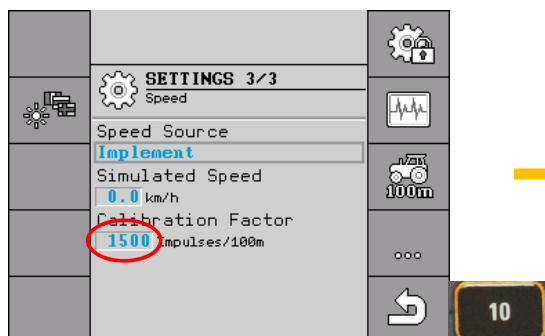 SETTINGS 3/3
Speed
Speed Source
Implement
Simulated Speed
0.0 km/h
Calibration Factor
1500 Impulses/100m
100m
ooo
10